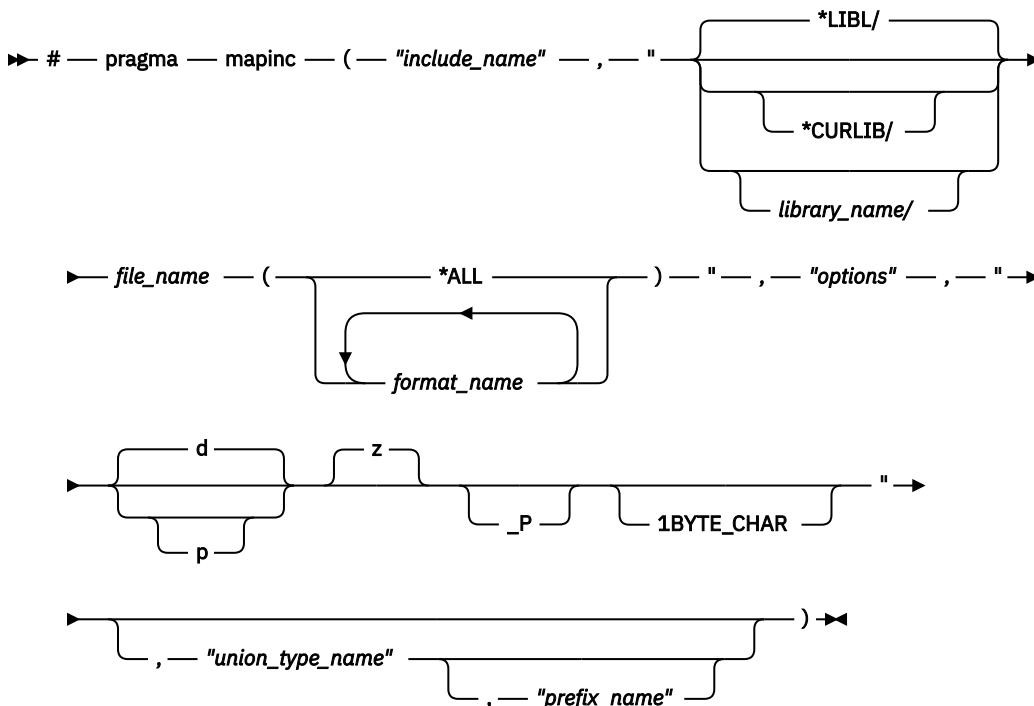 *LIBL/
# pragma mapinc ( "include_name" , "
*CURLIB/
library_name/
file_name ( *ALL ) " , "options" , "
format_name
d z
"
_P 1BYTE_CHAR
p
)
, "union_type_name"
, "prefix_name"